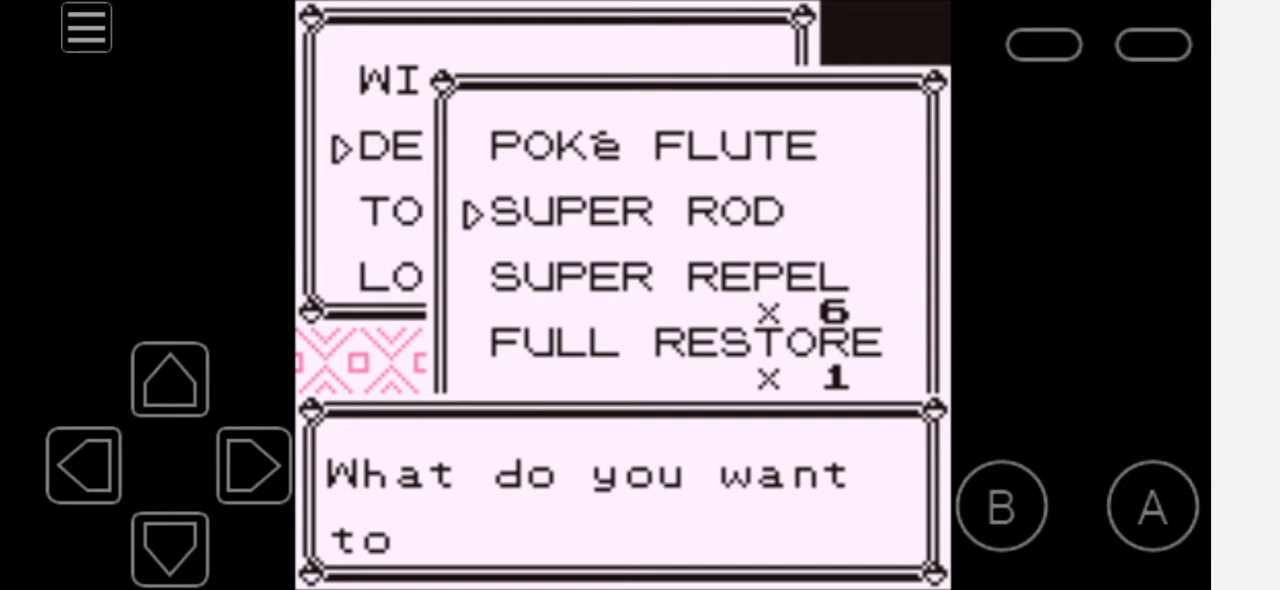 WI
DE
TO
LO
POKé FLUTE
SUPER ROD
SUPER REPEL
× 6
FULL RESTORE
× 1
What do you want
to
B
A